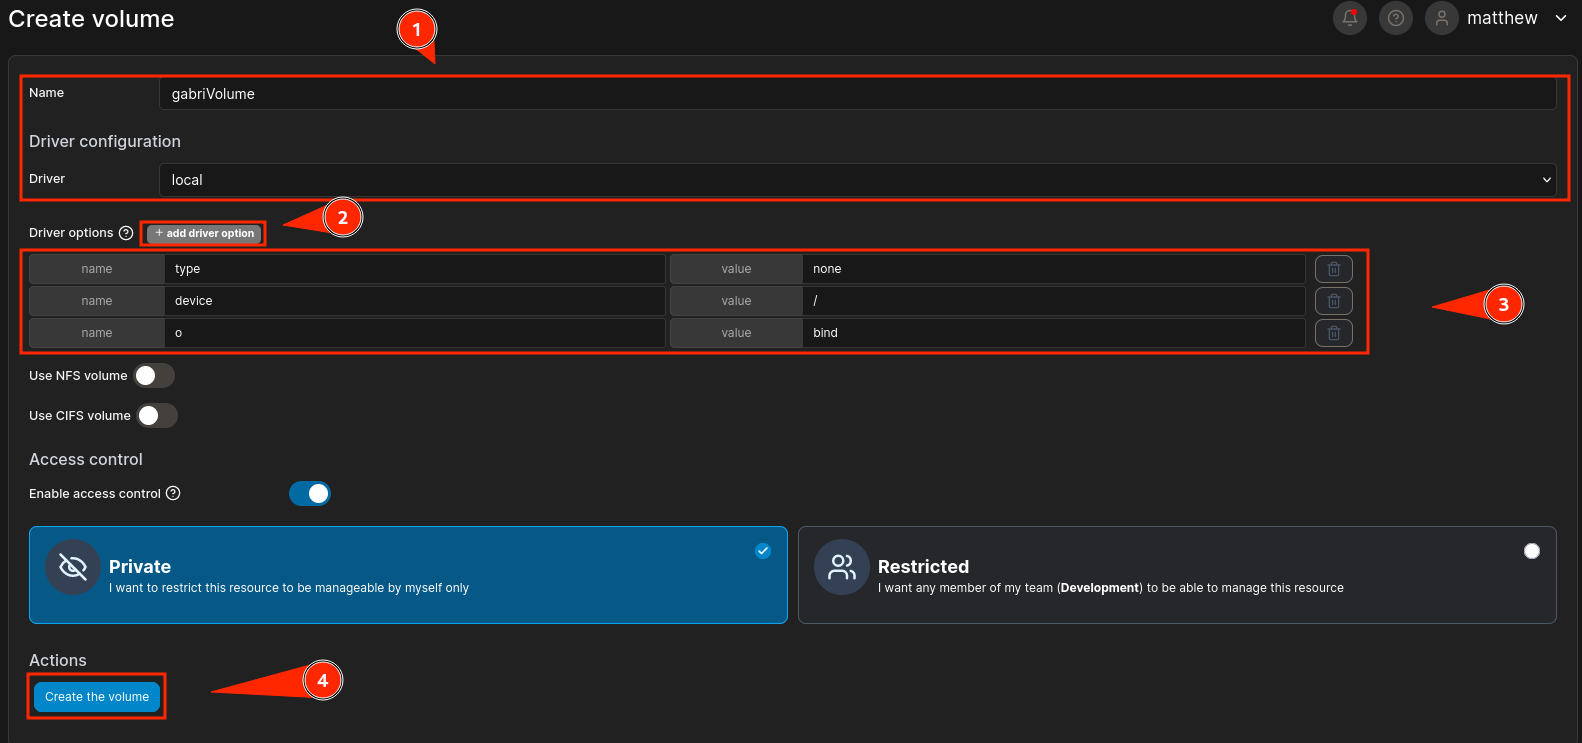 Create volume
matthew
1
Name gabriVolume
Driver configuration
Driver local
2
Driver options + add driver option
name type value none
name device value /
name o value bind
3
Use NFS volume
Use CIFS volume
Access control
Enable access control
Private
I want to restrict this resource to be manageable by myself only
Restricted
I want any member of my team (Development) to be able to manage this resource
Actions
4
Create the volume